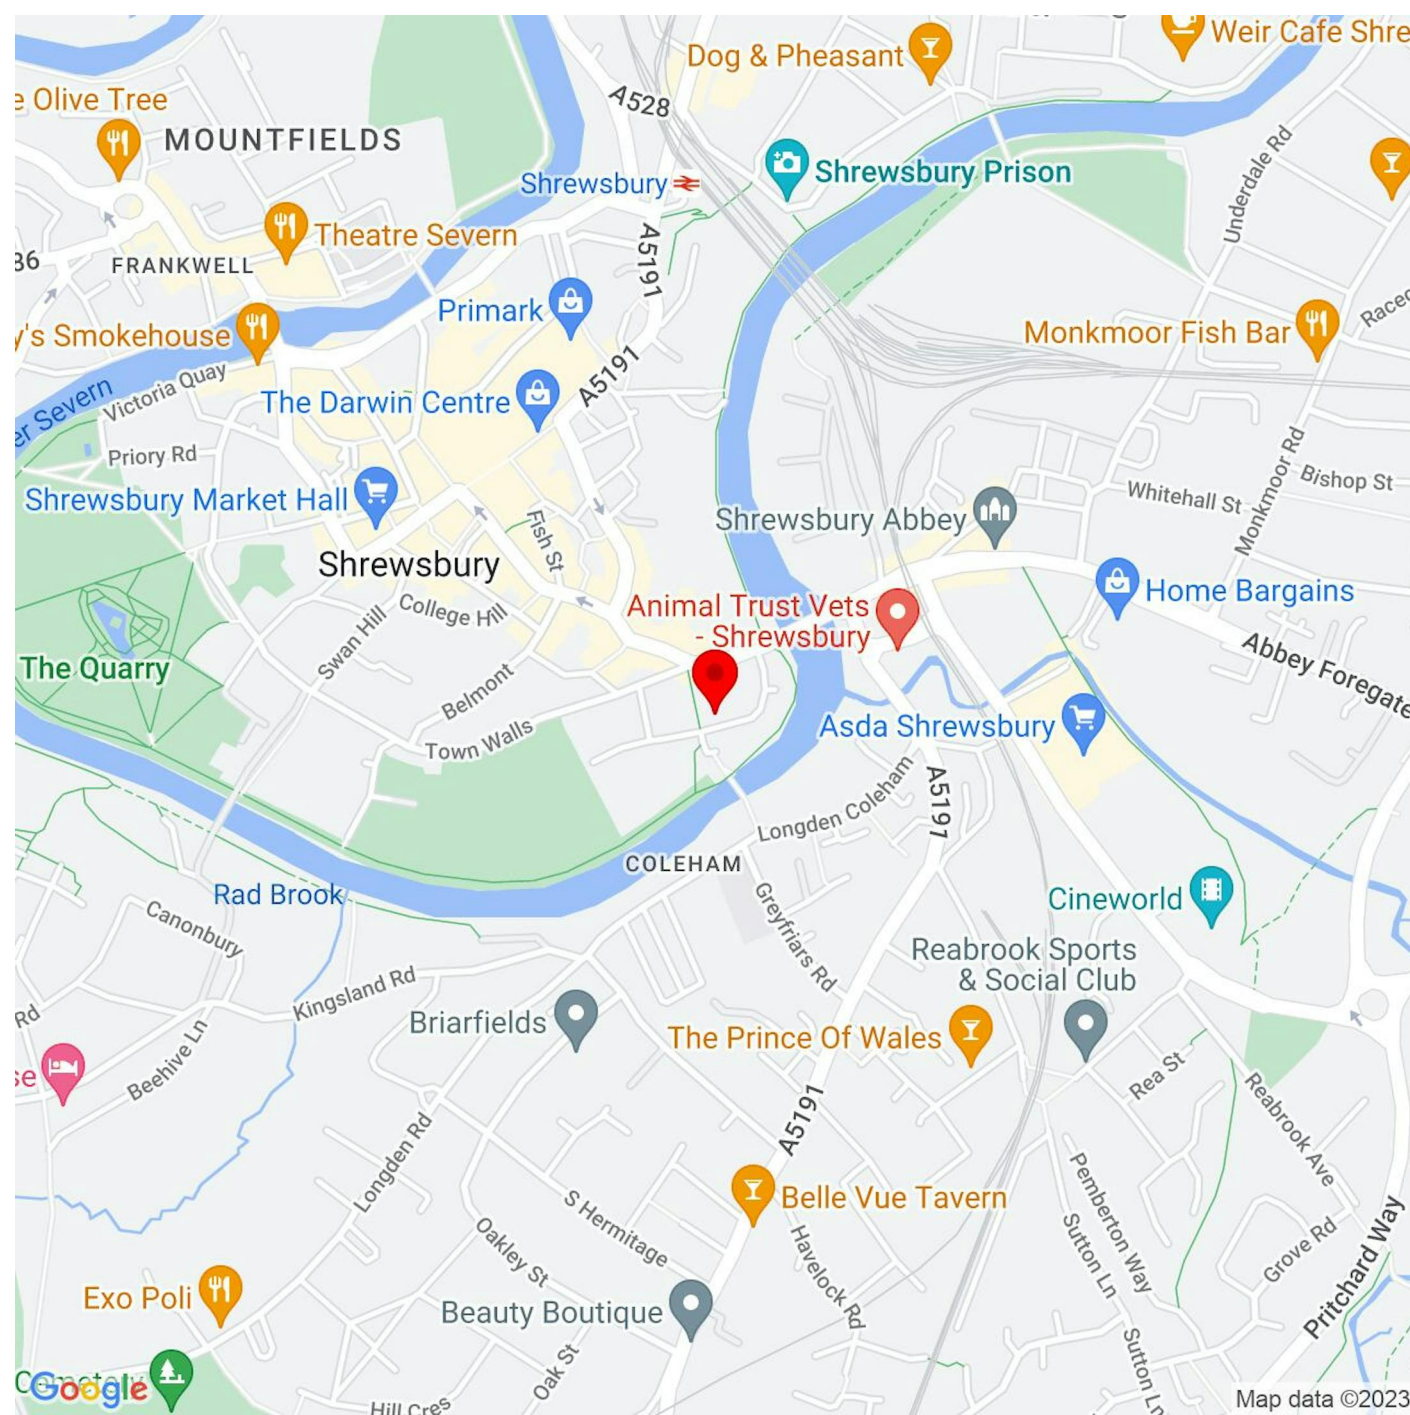 Weir Cafe Shre
Dog & Pheasant
A528
e Olive Tree
MOUNTFIELDS
Shrewsbury
Shrewsbury Prison
Underdale Rd
Theatre Severn
A5191
36
FRANKWELL
Primark
Raced
y's Smokehouse
Monkmoor Fish Bar
Victoria Quay
A5191
er Severn
The Darwin Centre
Priory Rd
Monkmoor Rd
Bishop St
Shrewsbury Market Hall
Whitehall St
Fish St
Shrewsbury Abbey
Shrewsbury
Home Bargains
College Hill
Animal Trust Vets
- Shrewsbury
Swan Hill
Abbey Foregate
The Quarry
Belmont
Town Walls
Asda Shrewsbury
A5191
Longden Coleham
COLEHAM
Rad Brook
Cineworld
Canonbury
Greyfriars Rd
Reabrook Sports
& Social Club
Kingsland Rd
Rd
Briarfields
The Prince Of Wales
Beehive Ln
se
Rea St
Reabrook Ave
A5191
Longden Rd
Belle Vue Tavern
Pemberton Way
S Hermitage
Sutton Ln
Oakley St
Havelock Rd
Grove Rd
Pritchard Way
Exo Poli
Beauty Boutique
Oak St
Sutton Ln
Cemetery
Google
Hill Cres
Map data ©2023